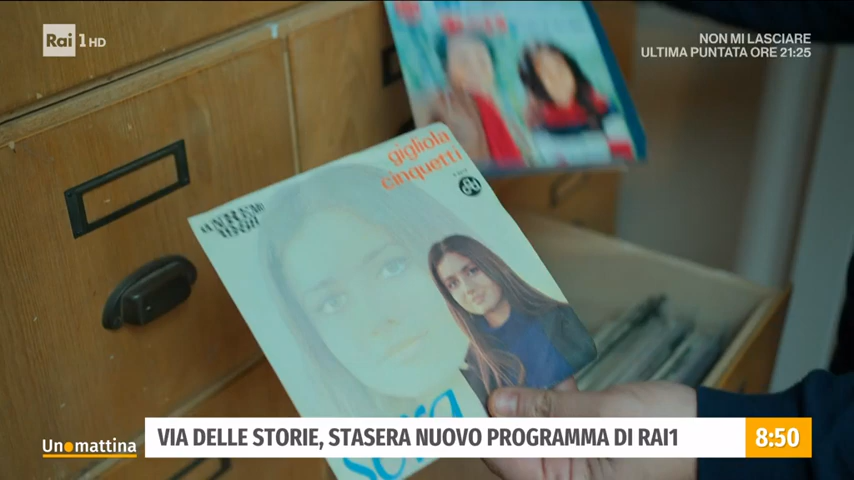 Rai 1 HD
NON MI LASCIARE
ULTIMA PUNTATA ORE 21:25
gigliola
cinquetti
sera
Unomattina
VIA DELLE STORIE, STASERA NUOVO PROGRAMMA DI RAI1
8:50